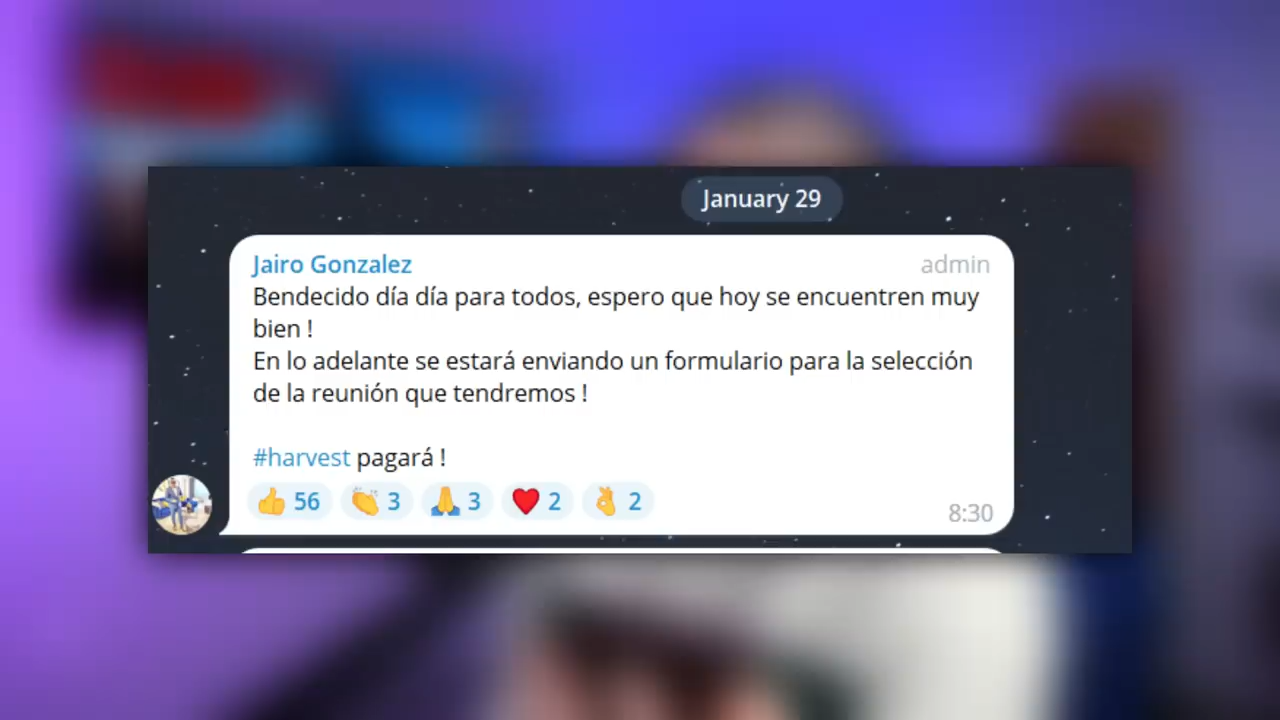 January 29
Jairo Gonzalez admin
Bendecido día día para todos, espero que hoy se encuentren muy
bien !
En lo adelante se estará enviando un formulario para la selección
de la reunión que tendremos !
#harvest pagará !
👍 56 👏 3 🙏 3 ❤️ 2 👌 2
8:30